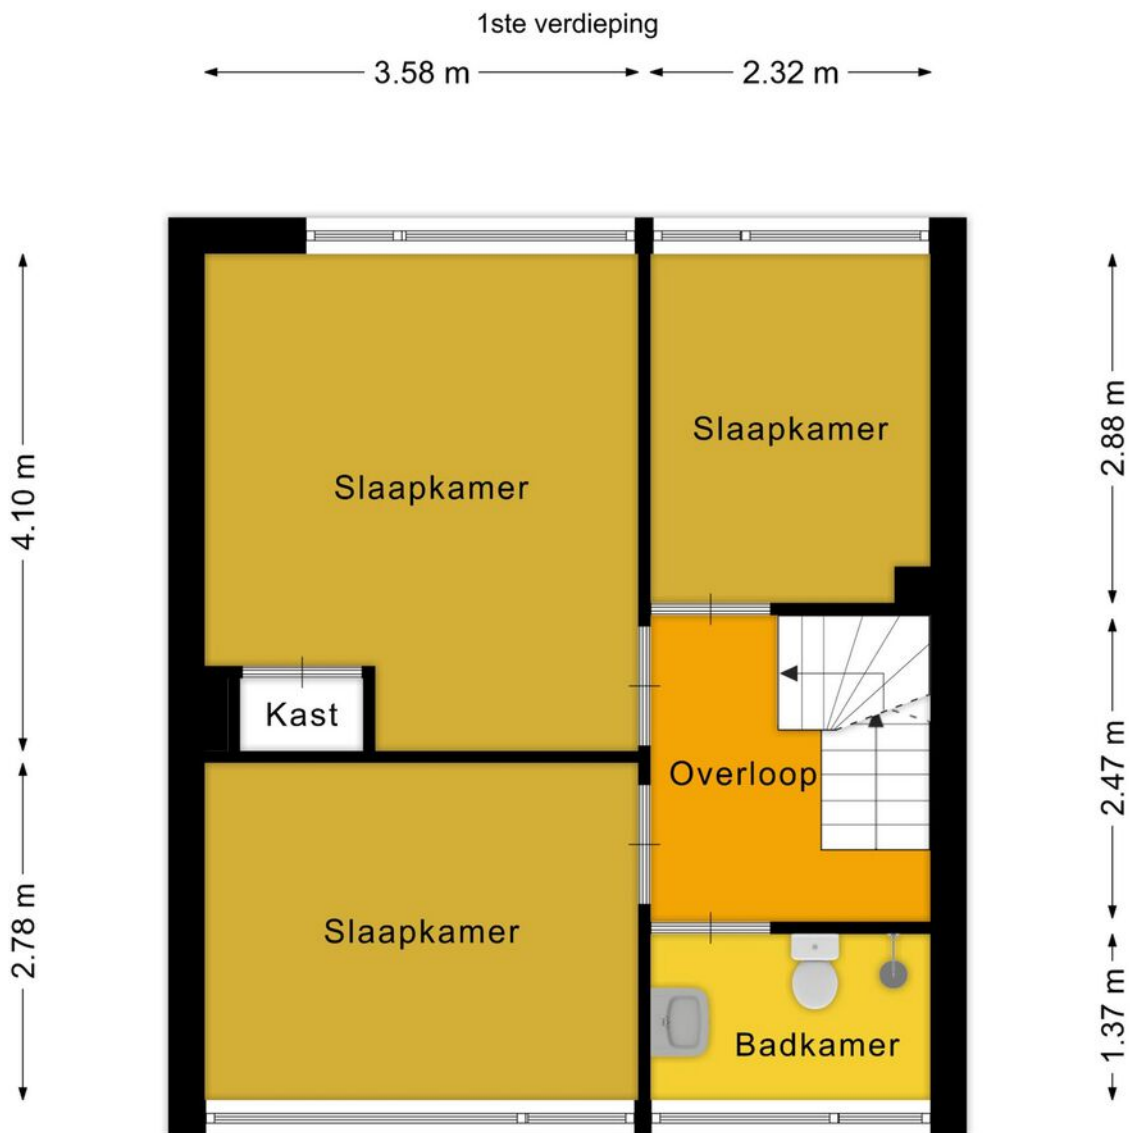 1ste verdieping
3.58 m
2.32 m
4.10 m
2.88 m
Slaapkamer
Slaapkamer
Kast
Overloop
2.47 m
2.78 m
Slaapkamer
Badkamer
1.37 m